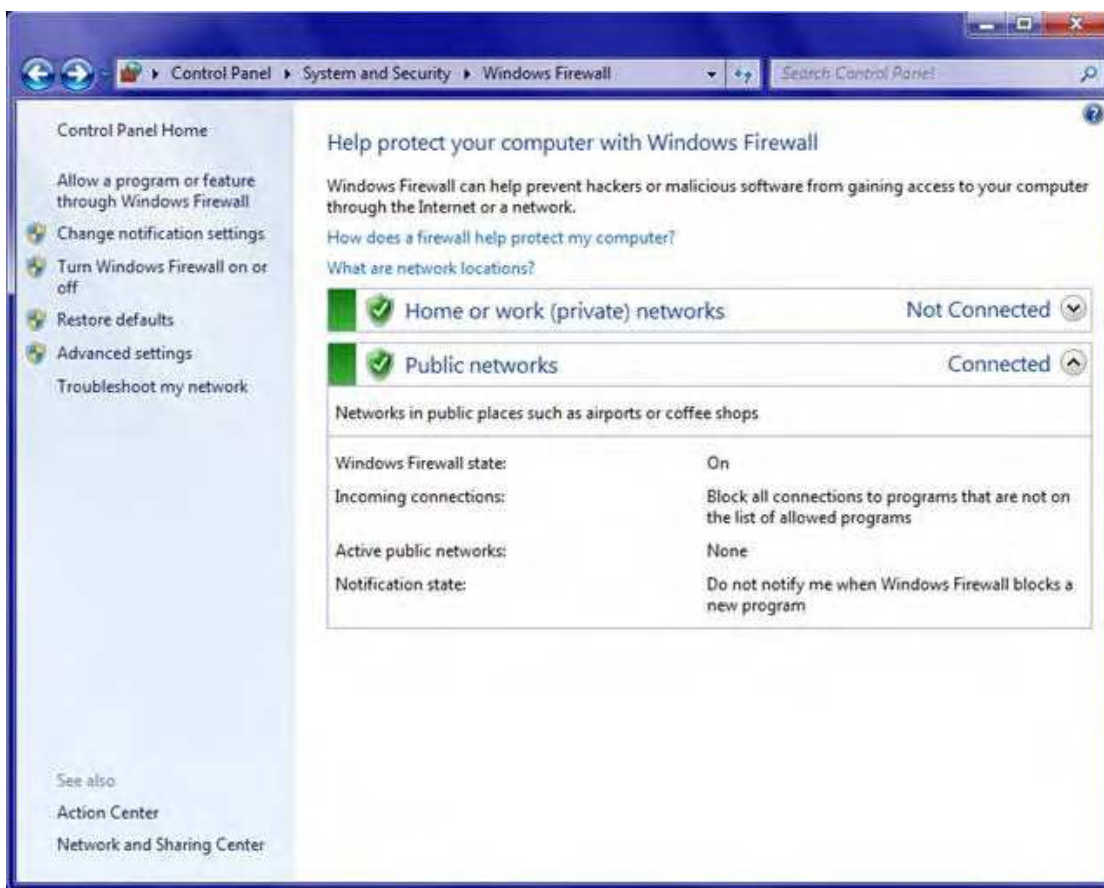 Control Panel ▸ System and Security ▸ Windows Firewall
Search Control Panel
Control Panel Home
Allow a program or feature
through Windows Firewall
Change notification settings
Turn Windows Firewall on or
off
Restore defaults
Advanced settings
Troubleshoot my network
See also
Action Center
Network and Sharing Center
Help protect your computer with Windows Firewall
Windows Firewall can help prevent hackers or malicious software from gaining access to your computer
through the Internet or a network.
How does a firewall help protect my computer?
What are network locations?
Home or work (private) networks Not Connected
Public networks Connected
Networks in public places such as airports or coffee shops
Windows Firewall state: On
Incoming connections: Block all connections to programs that are not on
the list of allowed programs
Active public networks: None
Notification state: Do not notify me when Windows Firewall blocks a
new program